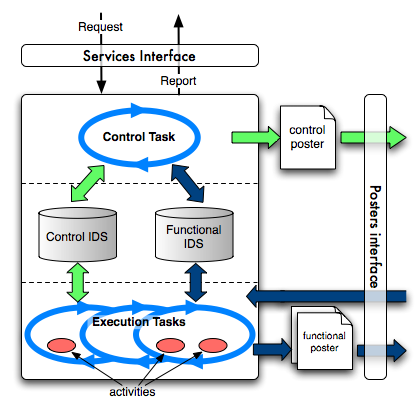 Request
Services Interface
Report
Control Task
control
poster
Posters interface
Control IDS
Functional
IDS
Execution Tasks
functional
poster
activities